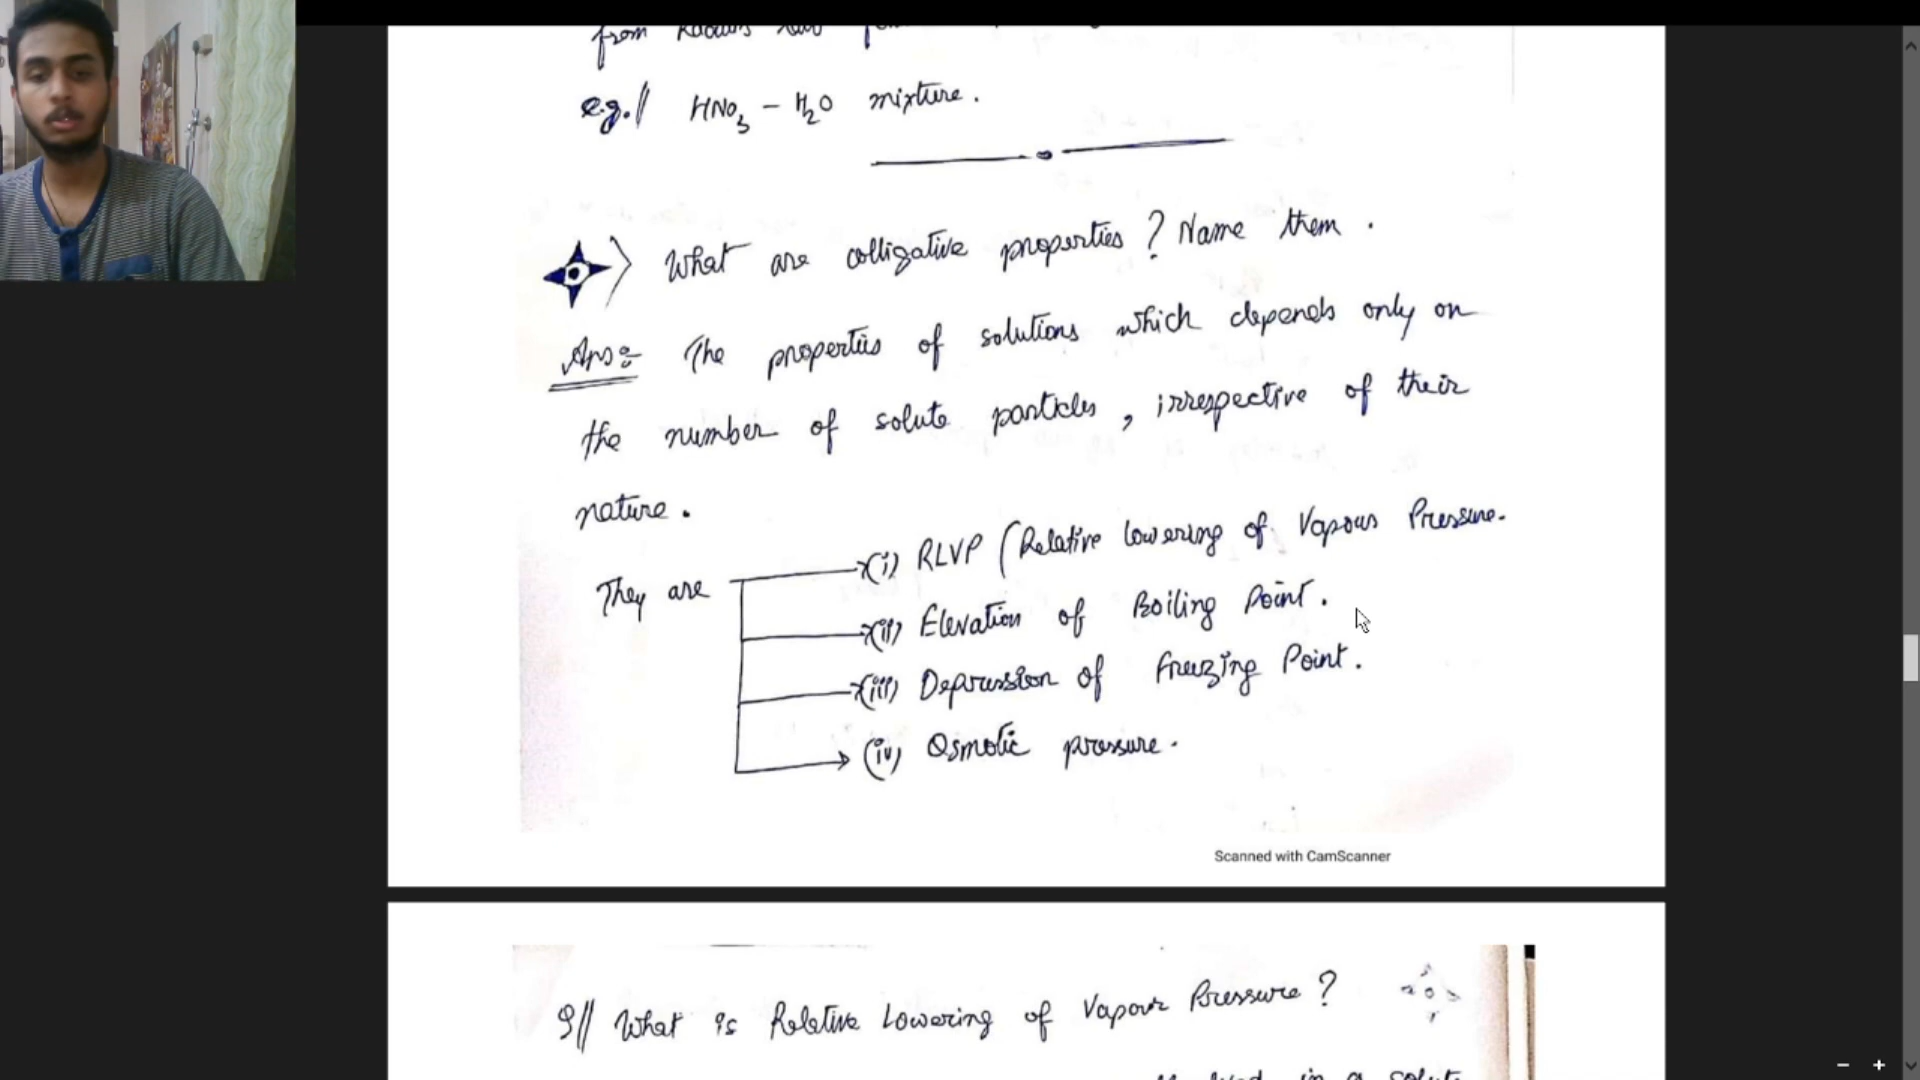 from
e.g.// HNO3 – H2O mixture.
What are colligative properties? Name them.
Ans:- The properties of solutions which depends only on
the number of solute particles, irrespective of their
nature.
They are
(i) RLVP (Relative lowering of Vapour Pressure.
(ii) Elevation of Boiling Point.
(iii) Depression of Freezing Point.
(iv) Osmotic pressure.
Scanned with CamScanner
9// What is Relative Lowering of Vapour Pressure?
in a